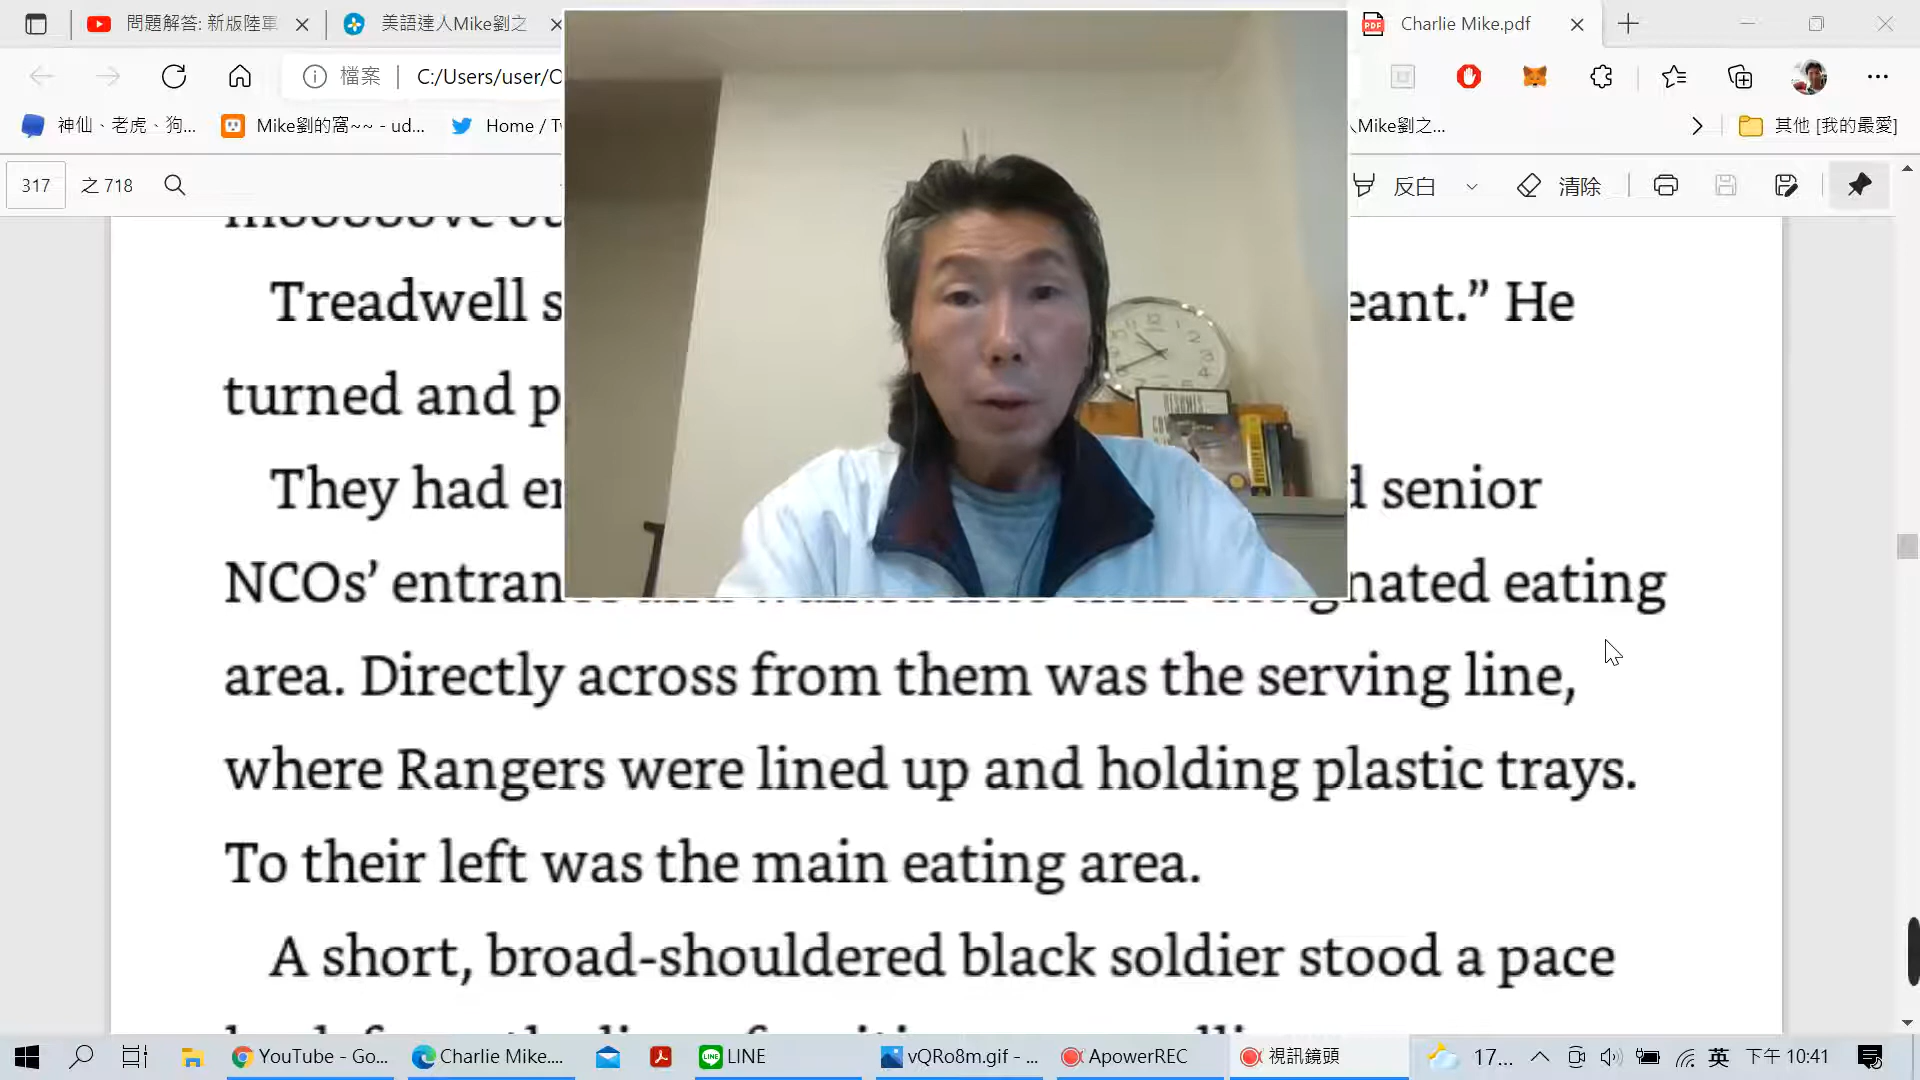 問題解答: 新版陸軍
美語達人Mike劉之
Charlie Mike.pdf
檔案
C:/Users/user/O
神仙、老虎、狗...
Mike劉的窩~~ - ud...
Home / Tw
Mike劉之...
其他 [我的最愛]
317 之 718
反白
清除
Treadwell s eant.” He
turned and p
They had en d senior
NCOs’ entran nated eating
area. Directly across from them was the serving line,
where Rangers were lined up and holding plastic trays.
To their left was the main eating area.
A short, broad-shouldered black soldier stood a pace
YouTube - Go...
Charlie Mike....
LINE
vQRo8m.gif - ...
ApowerREC
視訊鏡頭
17...
英
下午 10:41